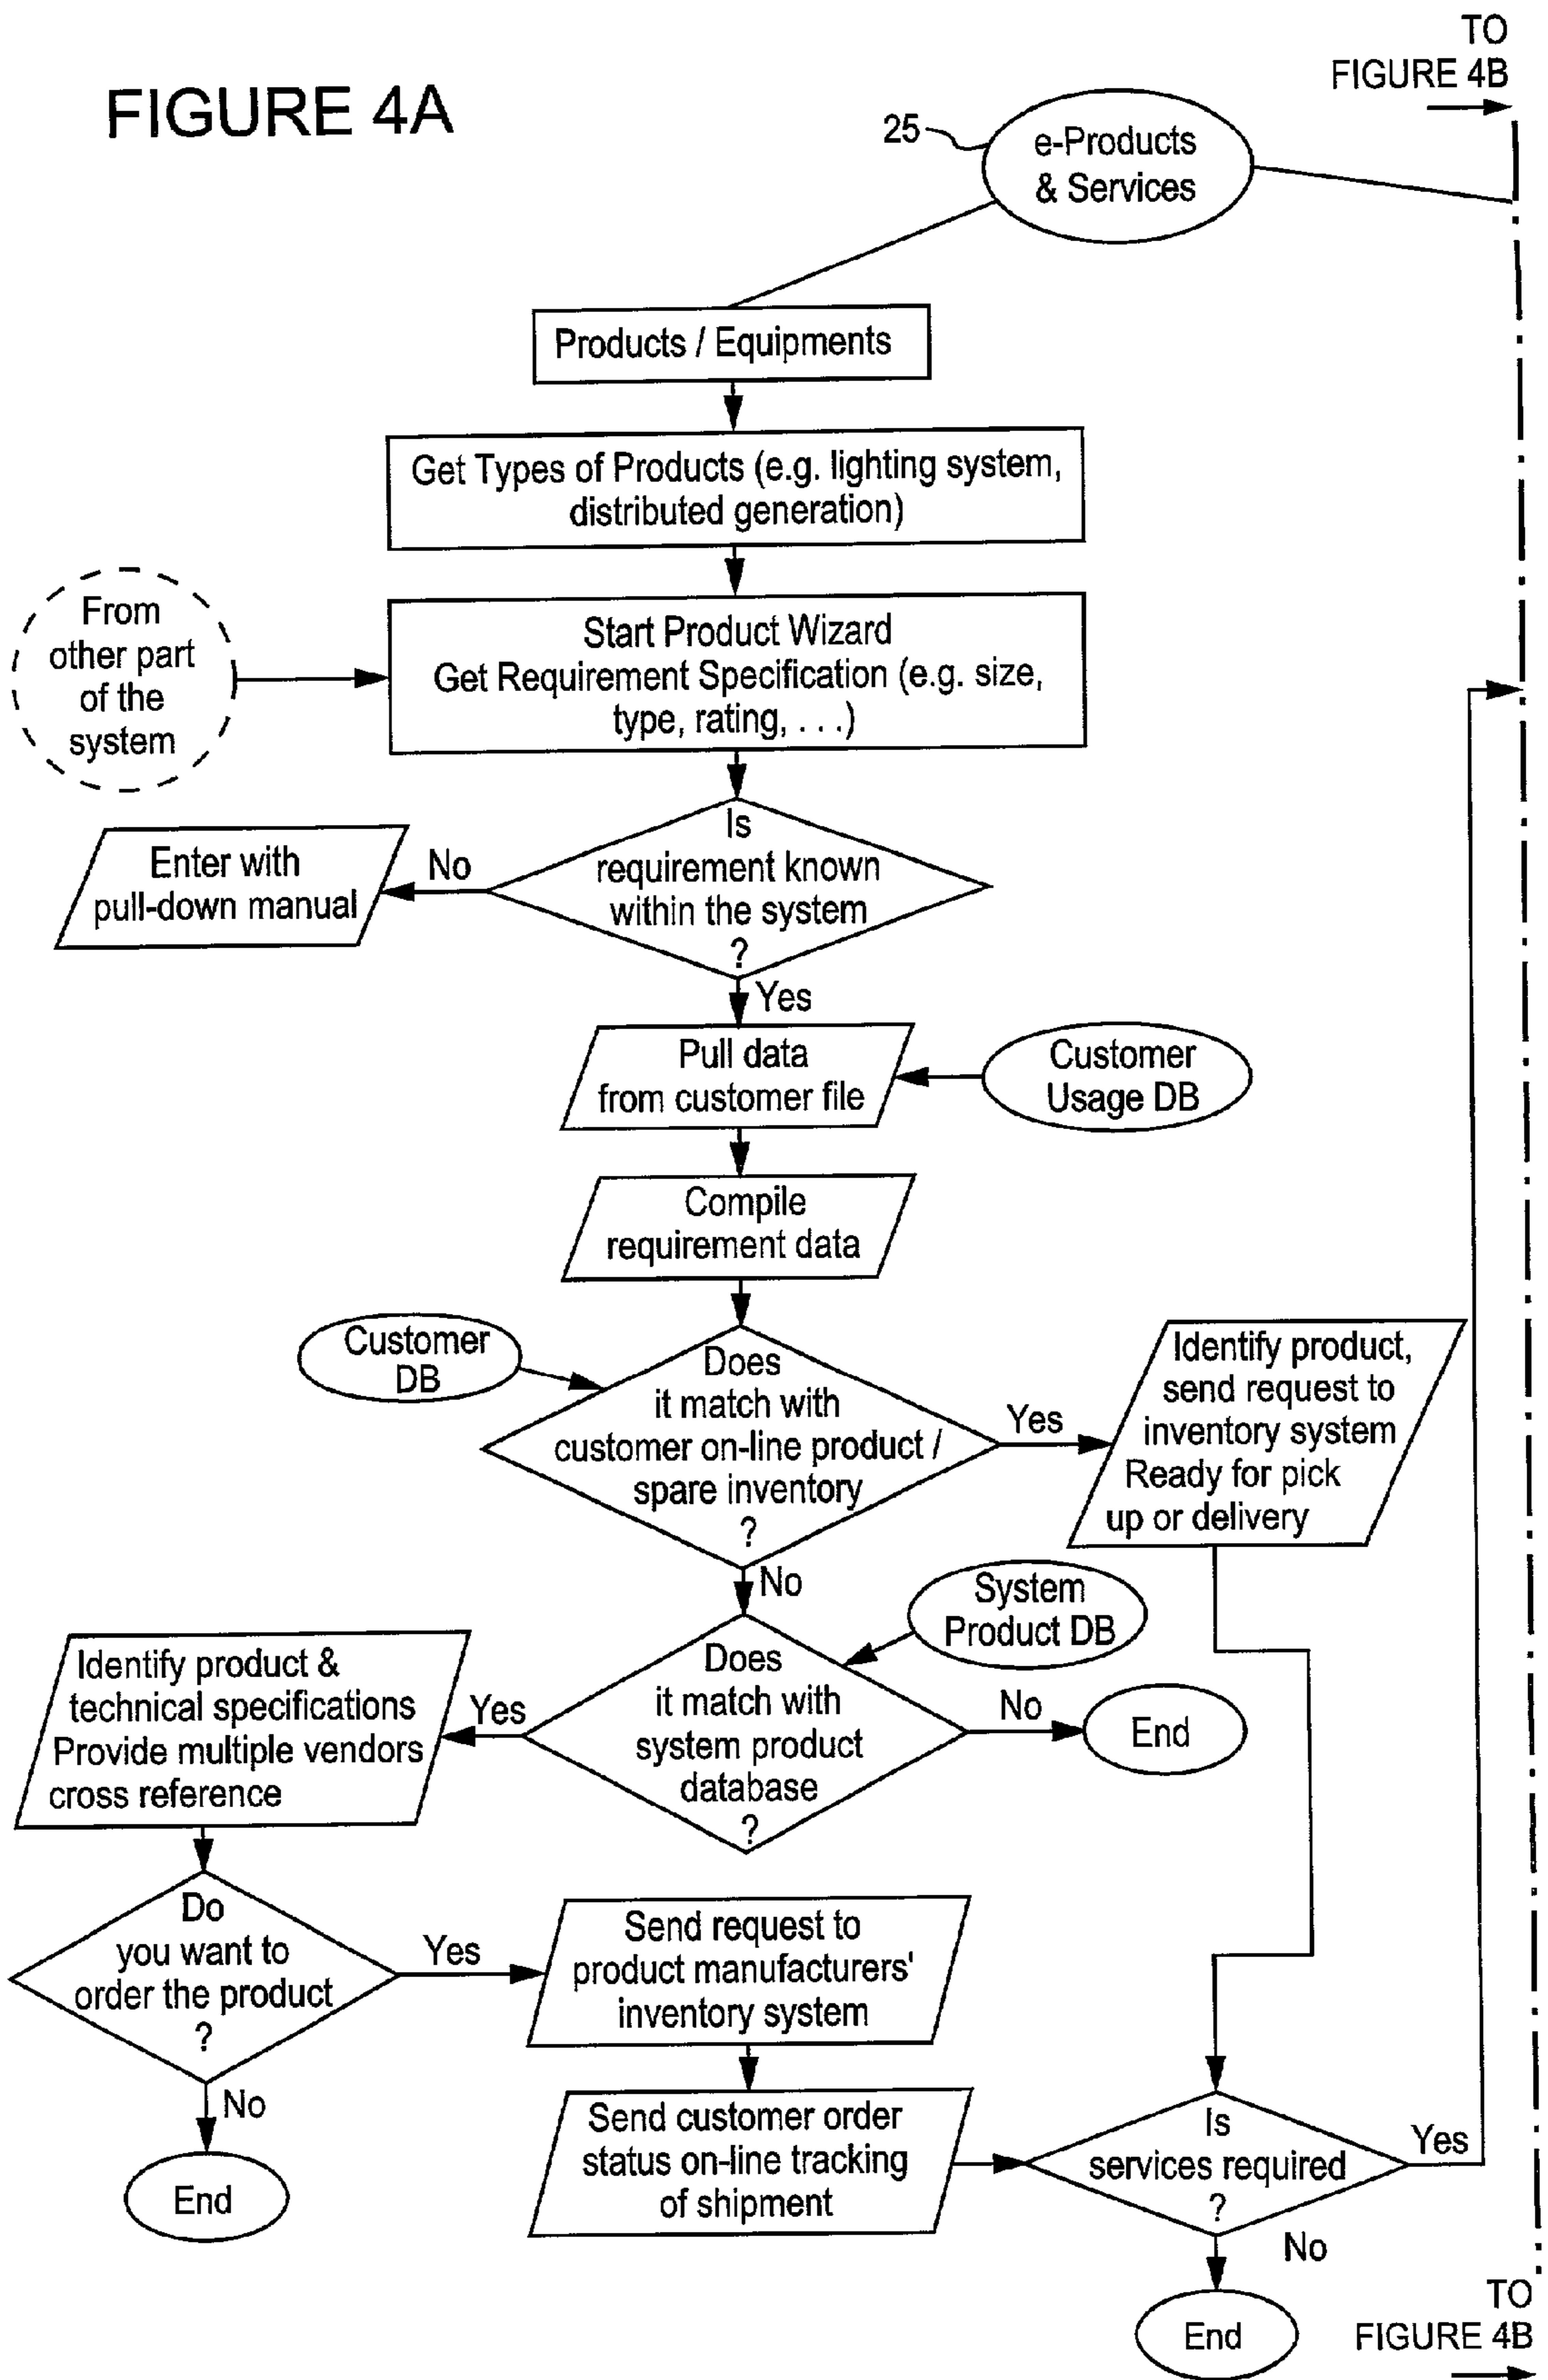 TO
FIGURE 4B
FIGURE 4A
25
e-Products
& Services
Products / Equipments
Get Types of Products (e.g. lighting system,
distributed generation)
From
other part
of the
system
Start Product Wizard
Get Requirement Specification (e.g. size,
type, rating, . . .)
Is
requirement known
within the system
?
No
Enter with
pull-down manual
Yes
Pull data
from customer file
Customer
Usage DB
Compile
requirement data
Customer
DB
Does
it match with
customer on-line product /
spare inventory
?
Yes
Identify product,
send request to
inventory system
Ready for pick
up or delivery
No
System
Product DB
Does
it match with
system product
database
?
No
End
Yes
Identify product &
technical specifications
Provide multiple vendors
cross reference
Do
you want to
order the product
?
Yes
Send request to
product manufacturers'
inventory system
No
End
Send customer order
status on-line tracking
of shipment
Is
services required
?
Yes
No
End
TO
FIGURE 4B